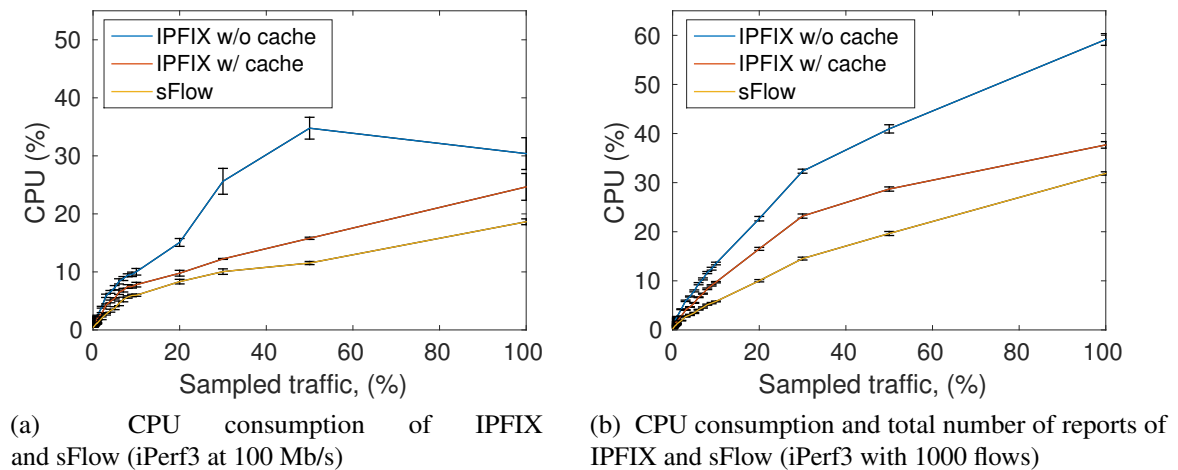 50
40
30
20
10
0
CPU (%)
IPFIX w/o cache
IPFIX w/ cache
sFlow
0 20 40 60 80 100
Sampled traffic, (%)
(a) CPU consumption of IPFIX
and sFlow (iPerf3 at 100 Mb/s)
60
50
40
30
20
10
0
CPU (%)
IPFIX w/o cache
IPFIX w/ cache
sFlow
0 20 40 60 80 100
Sampled traffic, (%)
(b) CPU consumption and total number of reports of
IPFIX and sFlow (iPerf3 with 1000 flows)